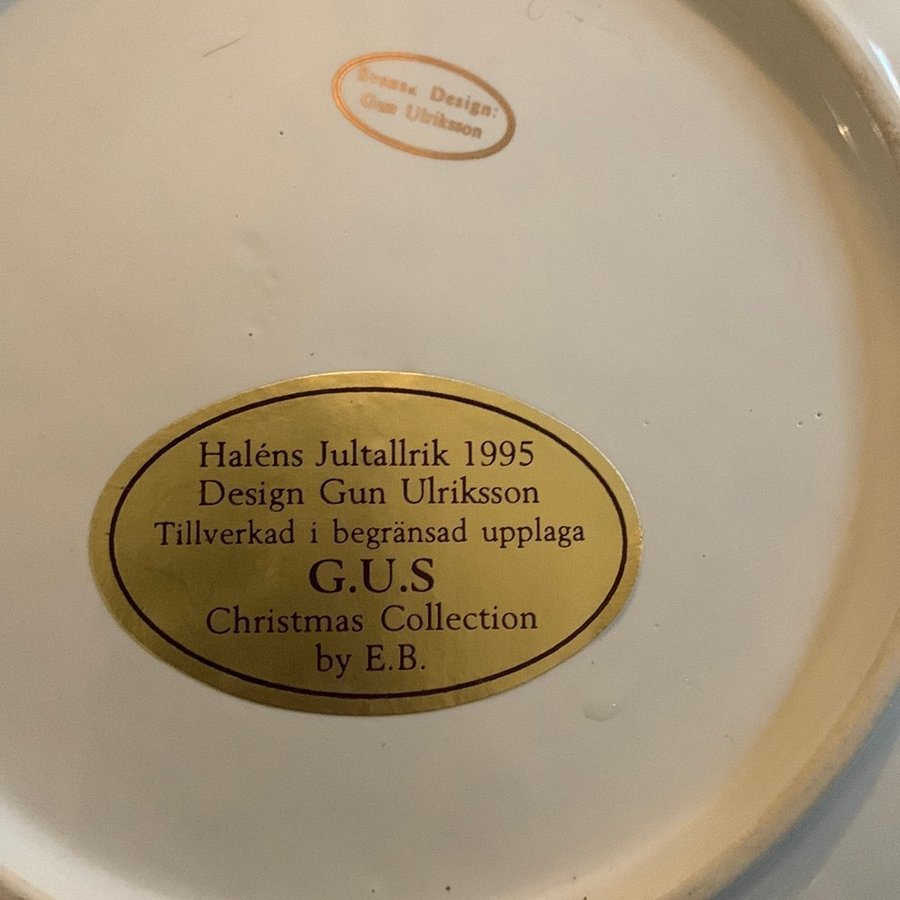 Svensk Design:
Gun Ulriksson
Haléns Jultallrik 1995
Design Gun Ulriksson
Tillverkad i begränsad upplaga
G.U.S
Christmas Collection
by E.B.